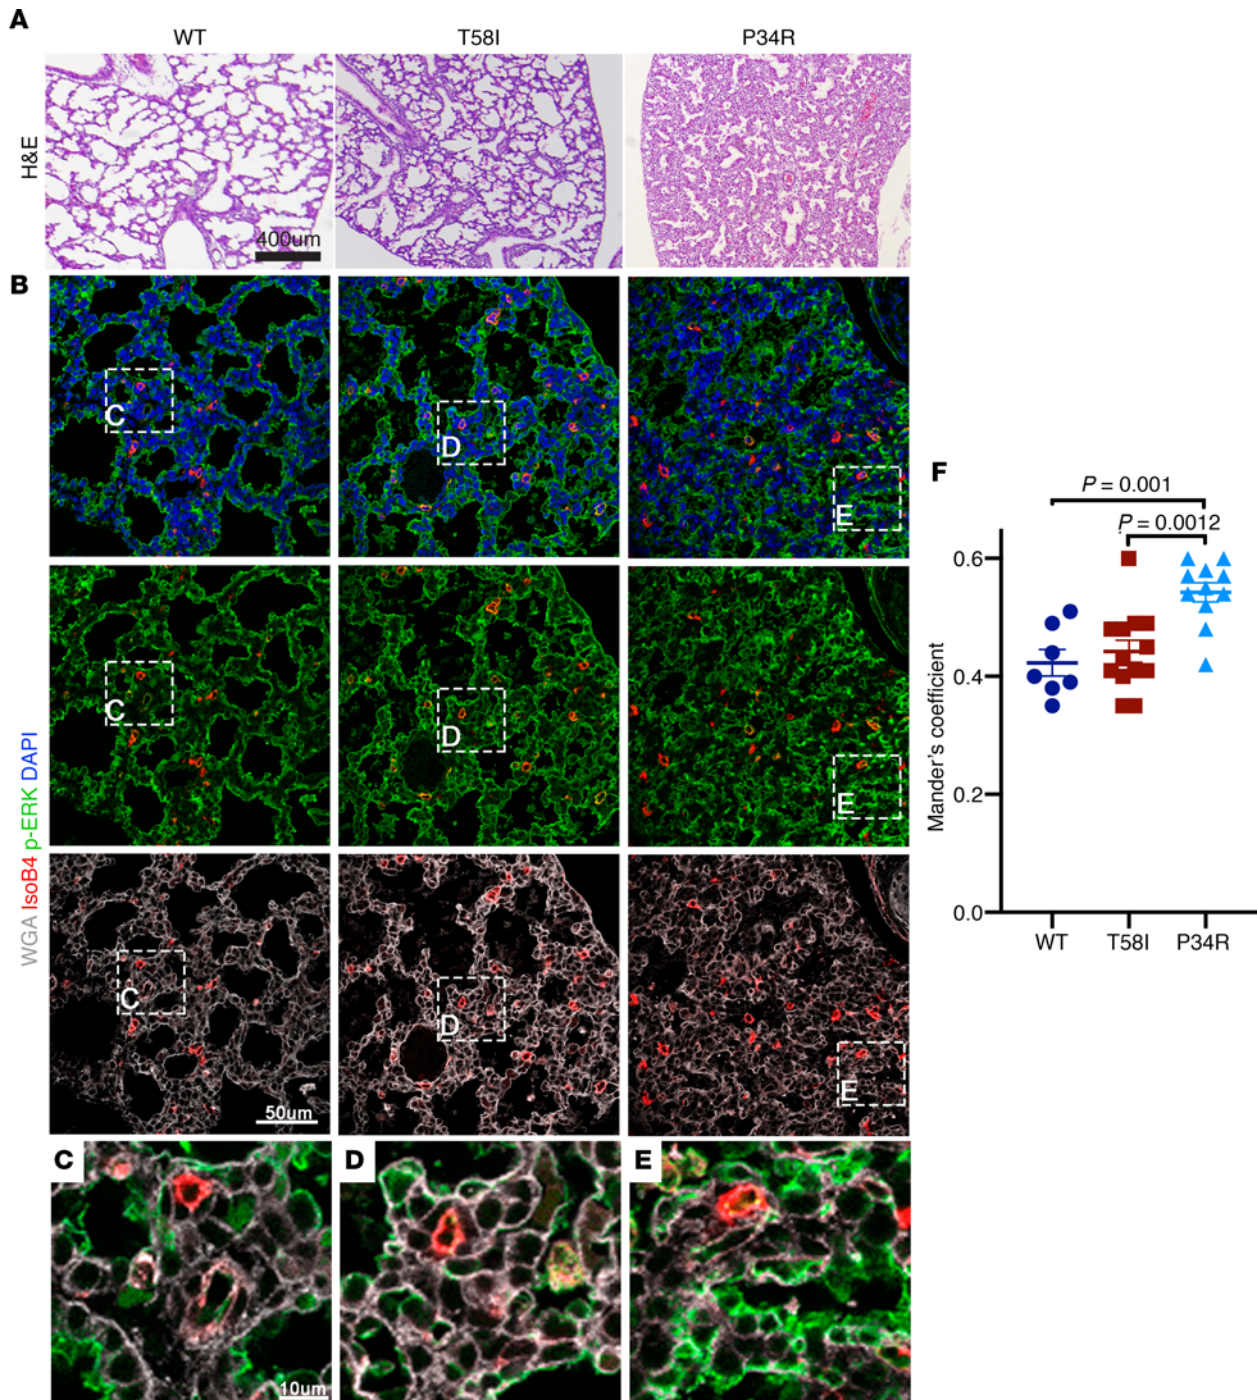 A
WT T58I P34R
H&E
400um
B
C
D
E
C
D
E
C
D
E
50um
WGA IsoB4 p-ERK DAPI
C
D
E
10um
F
P = 0.001
P = 0.0012
Mander's coefficient
0.6
0.4
0.2
0.0
WT T58I P34R